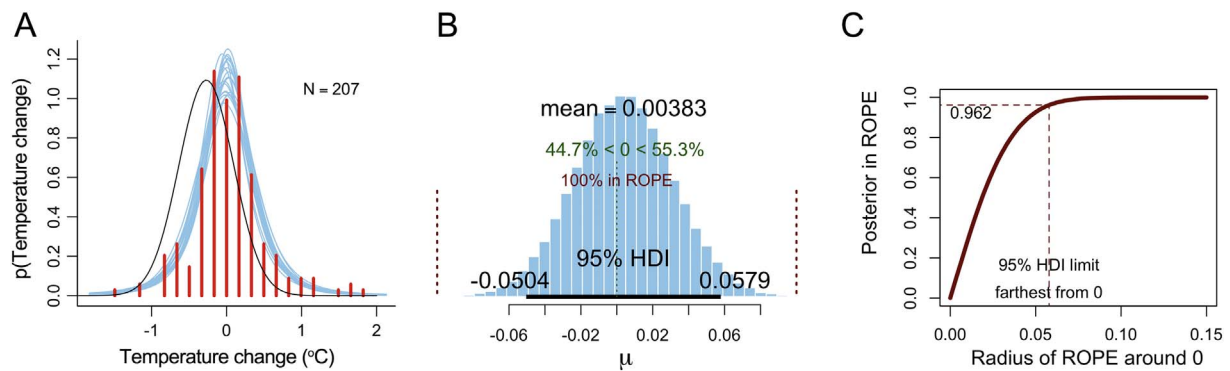 A
p(Temperature change)
0.0 0.2 0.4 0.6 0.8 1.0 1.2
N = 207
-1 0 1 2
Temperature change (oC)
B
mean = 0.00383
44.7% < 0 < 55.3%
100% in ROPE
95% HDI
-0.0504 0.0579
-0.06 -0.02 0.02 0.06
μ
C
Posterior in ROPE
0.0 0.2 0.4 0.6 0.8 1.0
0.962
95% HDI limit
farthest from 0
0.00 0.05 0.10 0.15
Radius of ROPE around 0